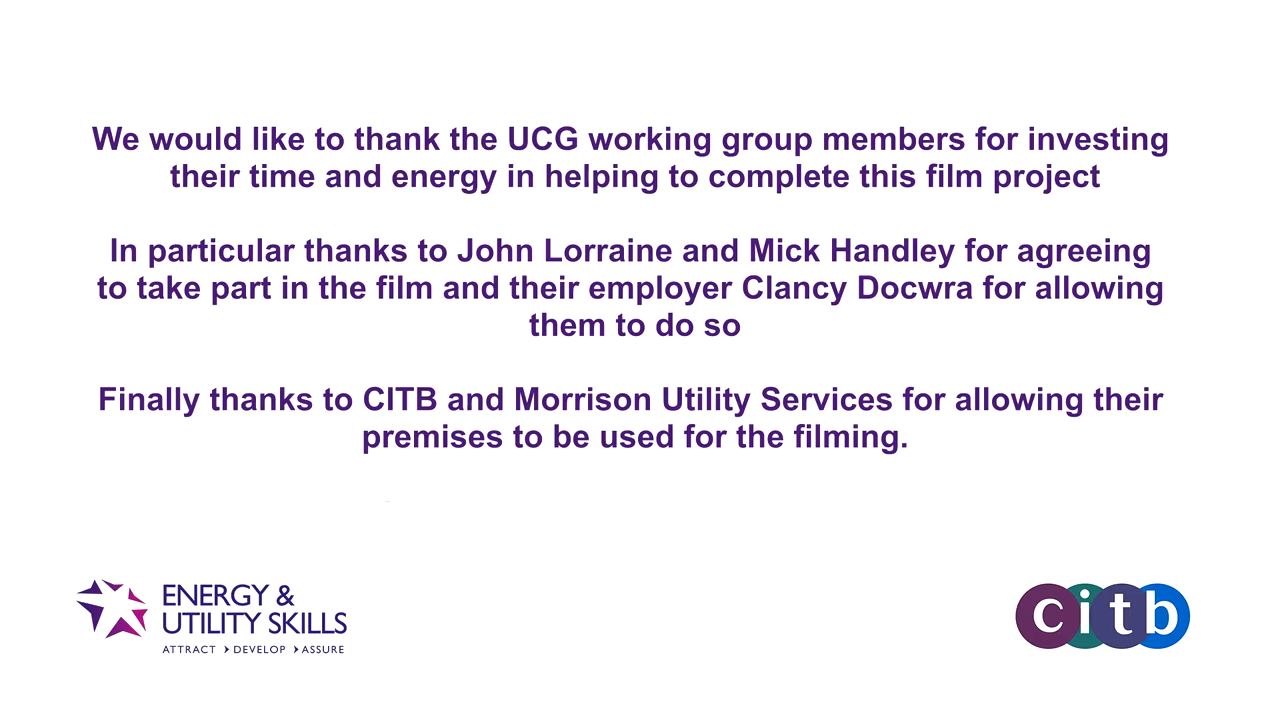 We would like to thank the UCG working group members for investing
their time and energy in helping to complete this film project
In particular thanks to John Lorraine and Mick Handley for agreeing
to take part in the film and their employer Clancy Docwra for allowing
them to do so
Finally thanks to CITB and Morrison Utility Services for allowing their
premises to be used for the filming.
ENERGY &
UTILITY SKILLS
ATTRACT > DEVELOP > ASSURE
citb